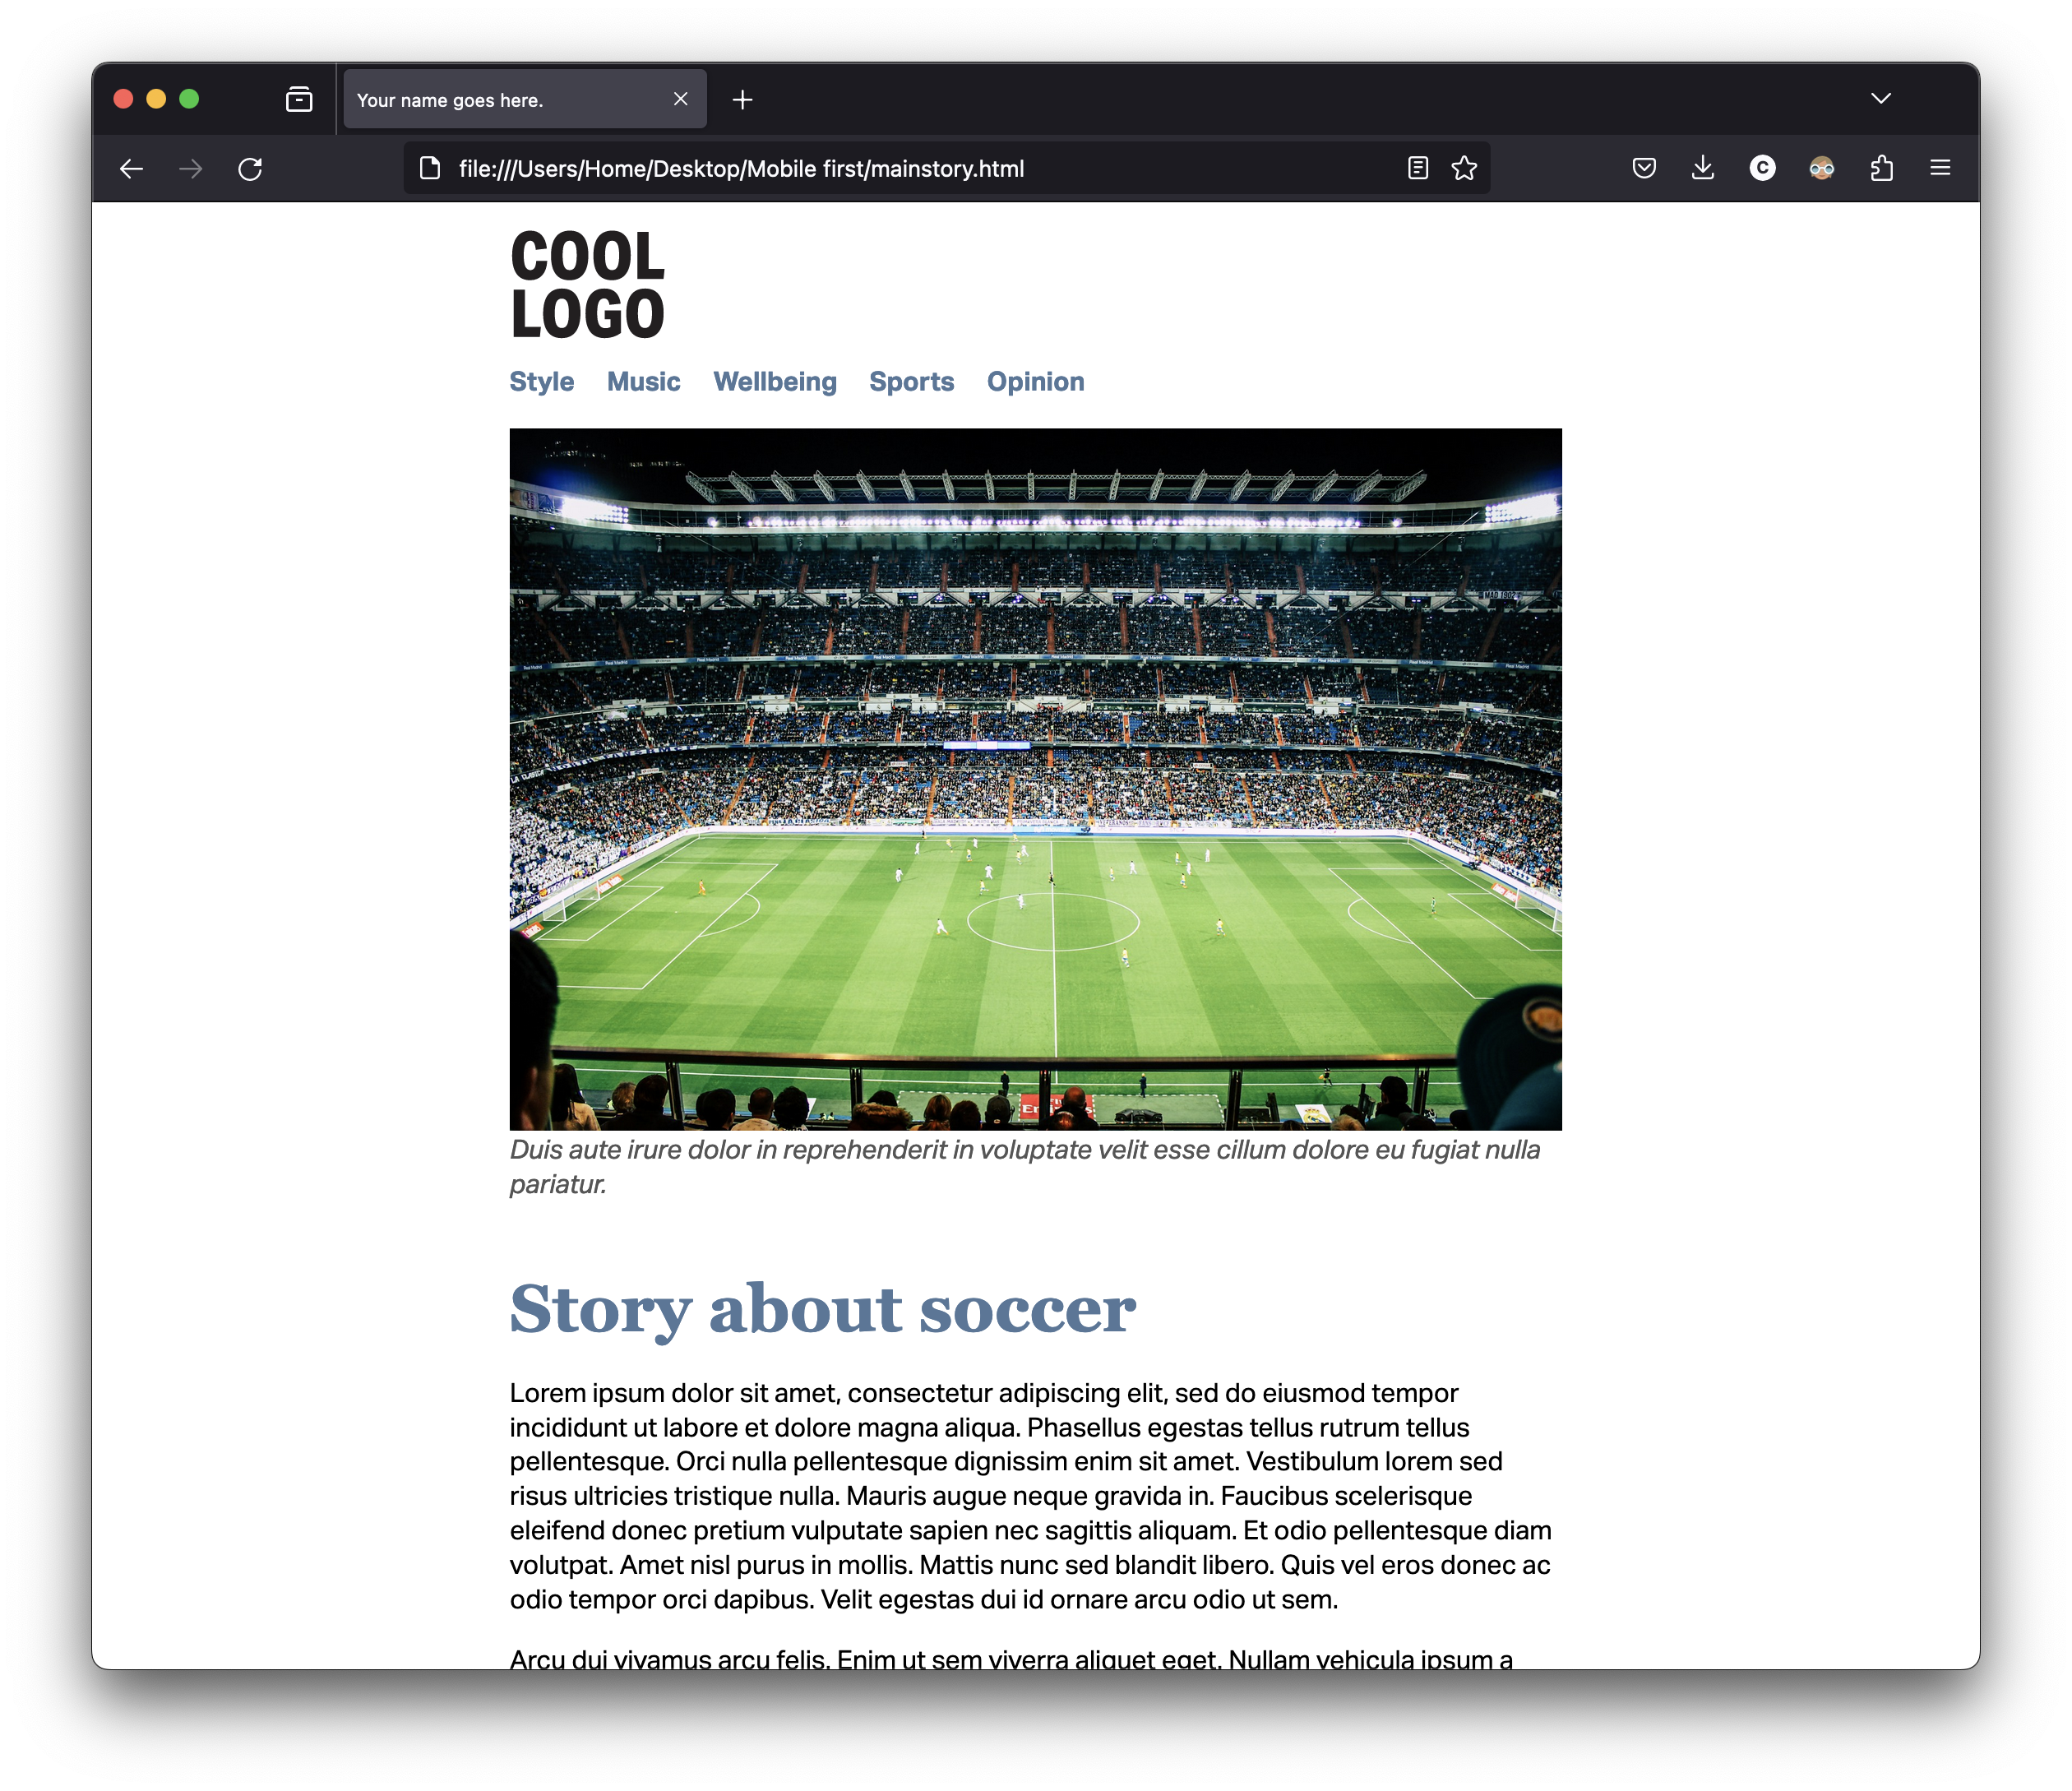 Your name goes here.
file:///Users/Home/Desktop/Mobile first/mainstory.html
C
COOL
LOGO
Style Music Wellbeing Sports Opinion
Duis aute irure dolor in reprehenderit in voluptate velit esse cillum dolore eu fugiat nulla
pariatur.
Story about soccer
Lorem ipsum dolor sit amet, consectetur adipiscing elit, sed do eiusmod tempor
incididunt ut labore et dolore magna aliqua. Phasellus egestas tellus rutrum tellus
pellentesque. Orci nulla pellentesque dignissim enim sit amet. Vestibulum lorem sed
risus ultricies tristique nulla. Mauris augue neque gravida in. Faucibus scelerisque
eleifend donec pretium vulputate sapien nec sagittis aliquam. Et odio pellentesque diam
volutpat. Amet nisl purus in mollis. Mattis nunc sed blandit libero. Quis vel eros donec ac
odio tempor orci dapibus. Velit egestas dui id ornare arcu odio ut sem.
Arcu dui vivamus arcu felis. Enim ut sem viverra aliquet eget. Nullam vehicula ipsum a